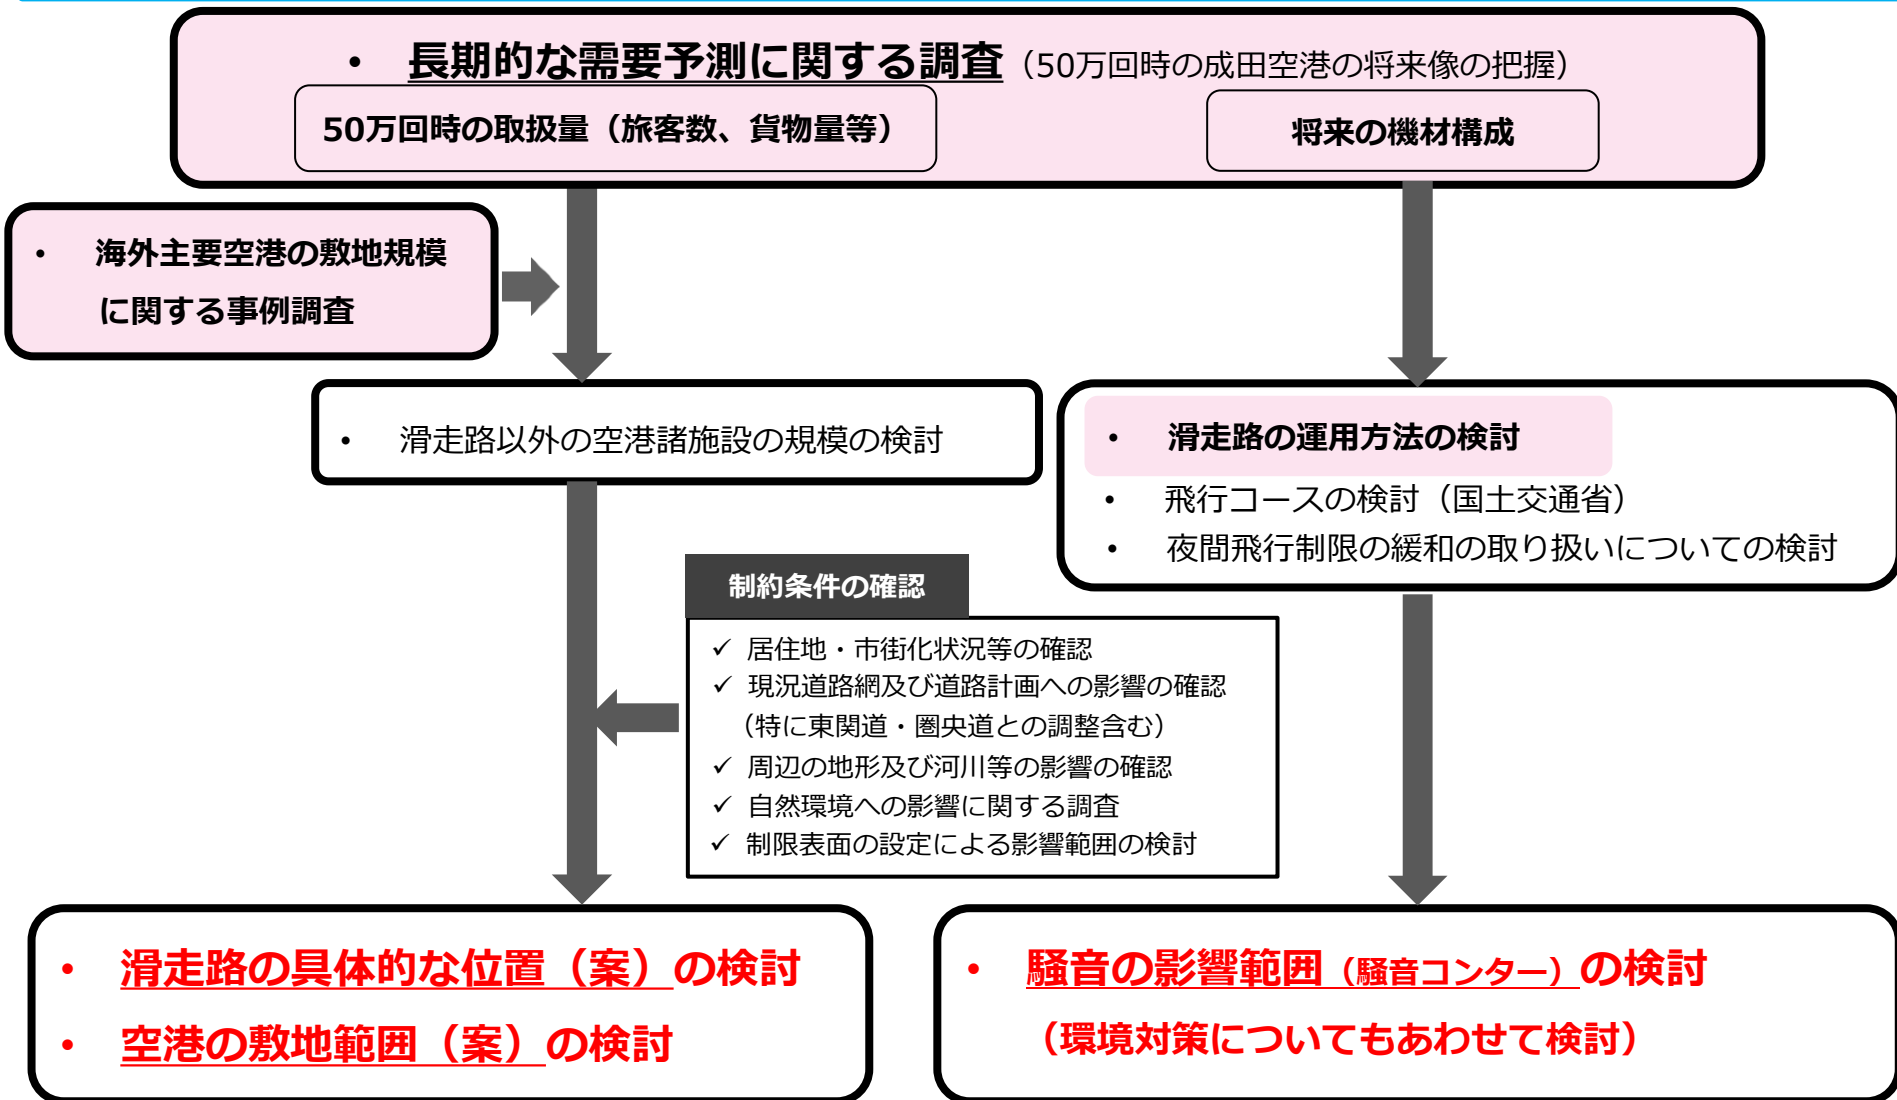 • 長期的な需要予測に関する調査（50万回時の成田空港の将来像の把握）
50万回時の取扱量（旅客数、貨物量等）
将来の機材構成
• 海外主要空港の敷地規模
に関する事例調査
• 滑走路以外の空港諸施設の規模の検討
• 滑走路の運用方法の検討
• 飛行コースの検討（国土交通省）
• 夜間飛行制限の緩和の取り扱いについての検討
制約条件の確認
✓ 居住地・市街化状況等の確認
✓ 現況道路網及び道路計画への影響の確認
（特に東関道・圏央道との調整含む）
✓ 周辺の地形及び河川等の影響の確認
✓ 自然環境への影響に関する調査
✓ 制限表面の設定による影響範囲の検討
• 滑走路の具体的な位置（案）の検討
• 空港の敷地範囲（案）の検討
• 騒音の影響範囲（騒音コンター）の検討
（環境対策についてもあわせて検討）